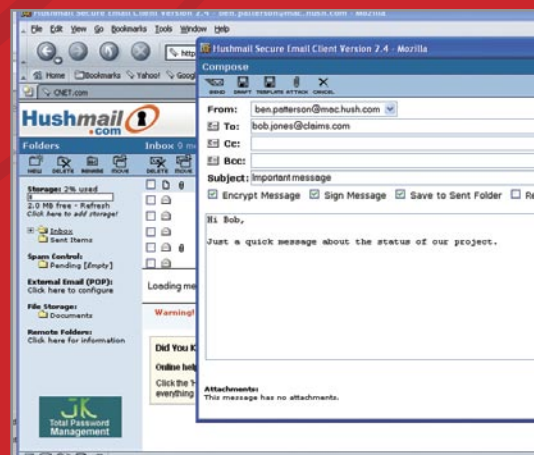 Hushmail Secure Email Client Version 2.4 - ben.patterson@mac.hush.com - Mozilla
File Edit View Go Bookmarks Tools Window Help
http
Home Bookmarks Yahoo! Goog
CNET.com
Hushmail
.com
Folders
NEW DELETE RENAME MOVE
Storage: 2% used
2.0 MB free - Refresh
Click here to add storage!
Inbox
Sent Items
Spam Control:
Pending [Empty]
External Email (POP):
Click here to configure
File Storage:
Documents
Remote Folders:
Click here for information
JK
Total Password
Management
Inbox 9 m
DELETE MOVE
Loading me
Warning!
Did You K
Online help
Click the 'H
everything
Hushmail Secure Email Client Version 2.4 - Mozilla
Compose
SEND DRAFT TEMPLATE ATTACH CANCEL
From: ben.patterson@mac.hush.com
To: bob.jones@claims.com
Cc:
Bcc:
Subject: Important message
Encrypt Message Sign Message Save to Sent Folder Re
Hi Bob,
Just a quick message about the status of our project.
Attachments:
This message has no attachments.